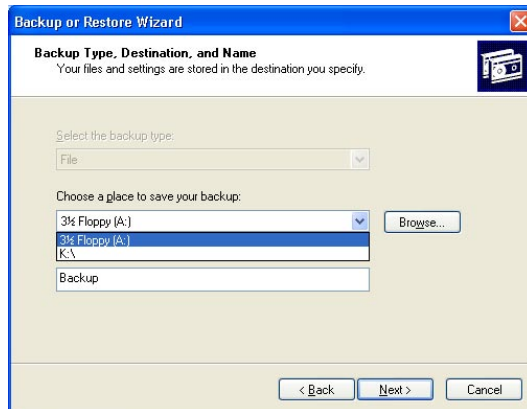 Backup or Restore Wizard
Backup Type, Destination, and Name
Your files and settings are stored in the destination you specify.
Select the backup type:
File
Choose a place to save your backup:
3½ Floppy (A:)
Browse...
3½ Floppy (A:)
K:\
Backup
< Back
Next >
Cancel